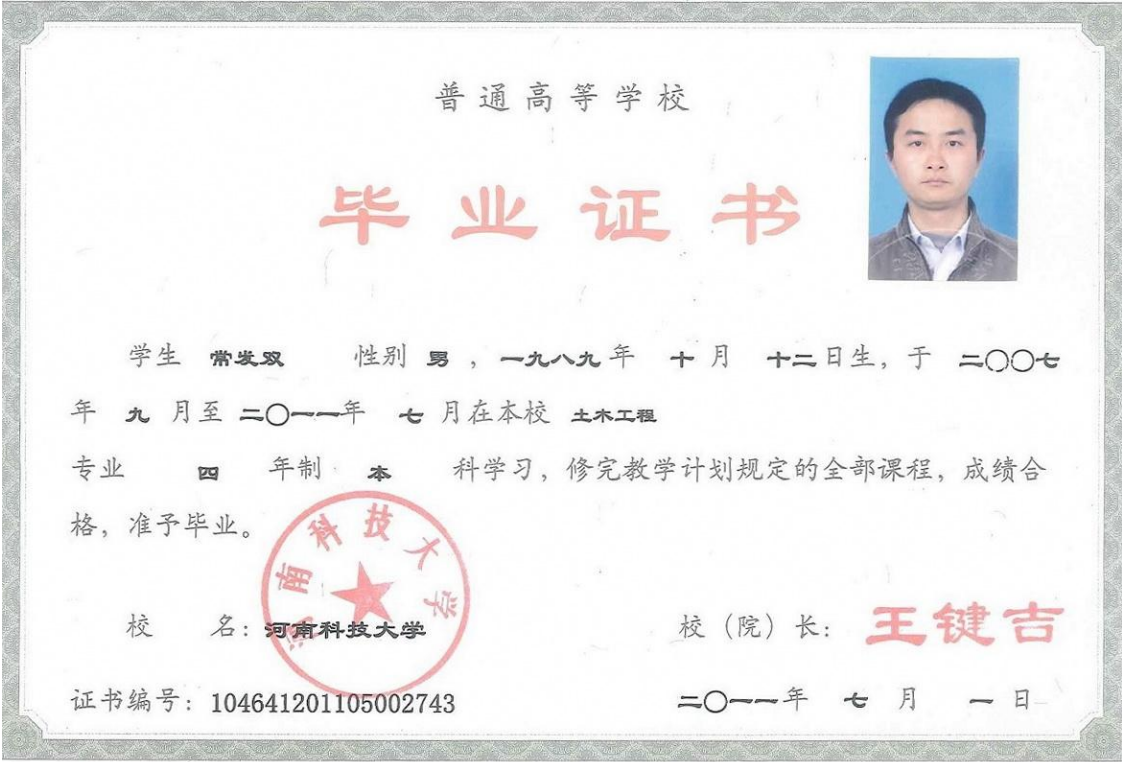 普通高等学校
毕业证书
学生 常发双 性别 男 ，一九八九年 十月 十二日生，于 二〇〇七
年 九 月至 二〇一一年 七 月在本校 土木工程
专业 四 年制 本 科学习，修完教学计划规定的全部课程，成绩合
格，准予毕业。
河南科技大学
校 名：河南科技大学 校（院）长：王键吉
证书编号：104641201105002743 二〇一一年 七 月 一 日